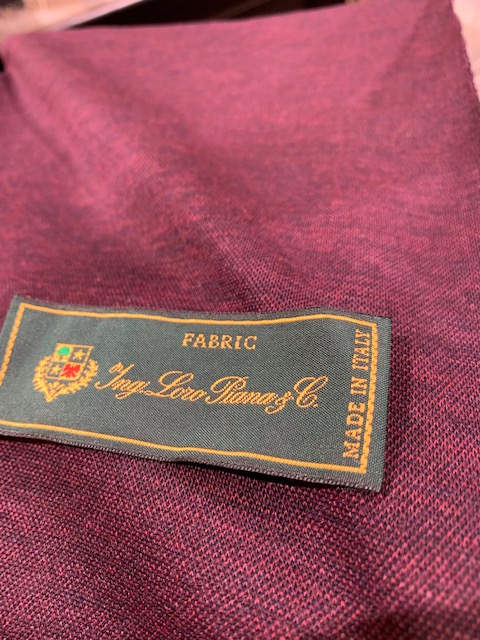 FABRIC
Ing. Loro Piana & C.
MADE IN ITALY